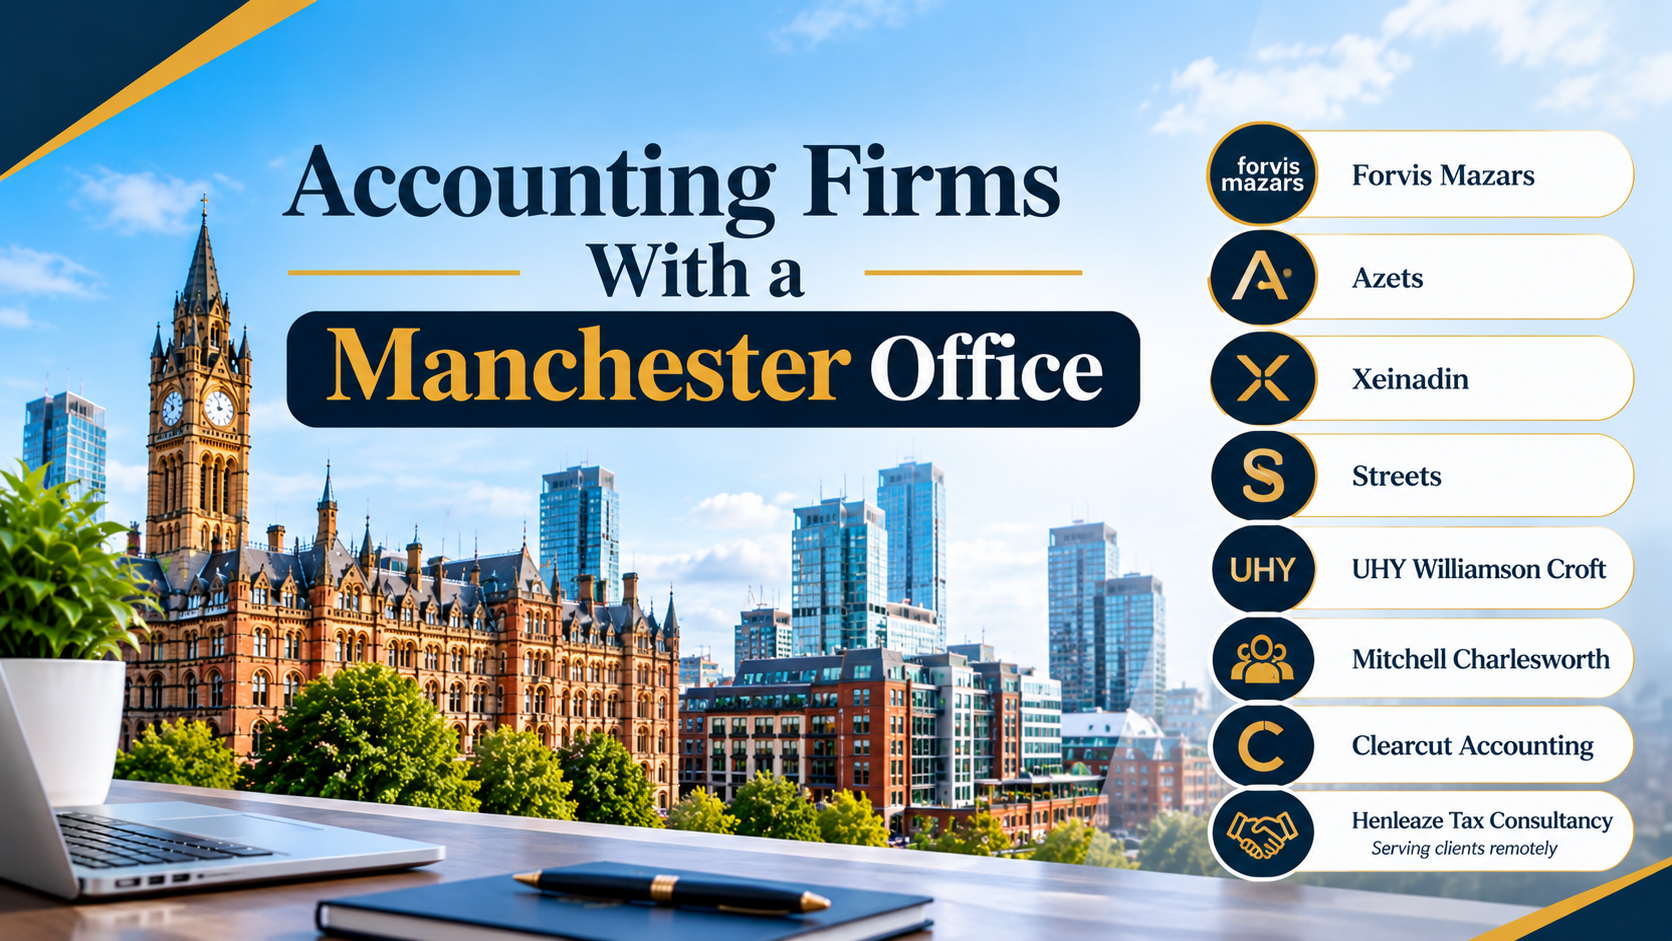 Accounting Firms
With a
Manchester Office
forvis
mazars
Forvis Mazars
A
Azets
X
Xeinadin
S
Streets
UHY
UHY Williamson Croft
Mitchell Charlesworth
C
Clearcut Accounting
Henleaze Tax Consultancy
Serving clients remotely